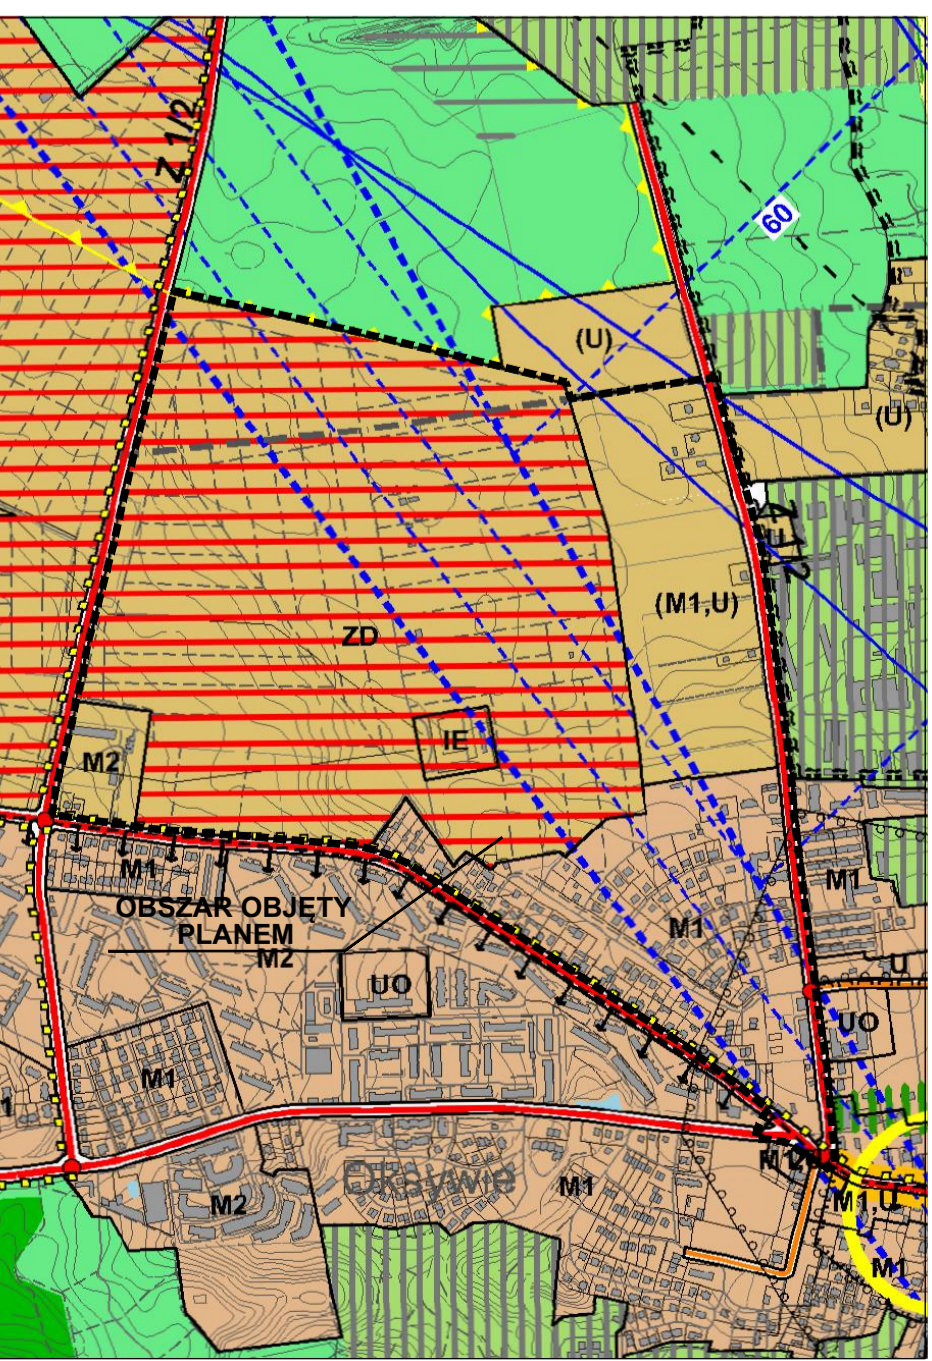 Z 1/2
60
(U)
(U)
Z 1/2
(M1,U)
ZD
IE
M2
M1
M1
OBSZAR OBJĘTY
PLANEM
M2
M1
U
UO
UO
M1
Oksywie
M1
M2
M1,U
M1